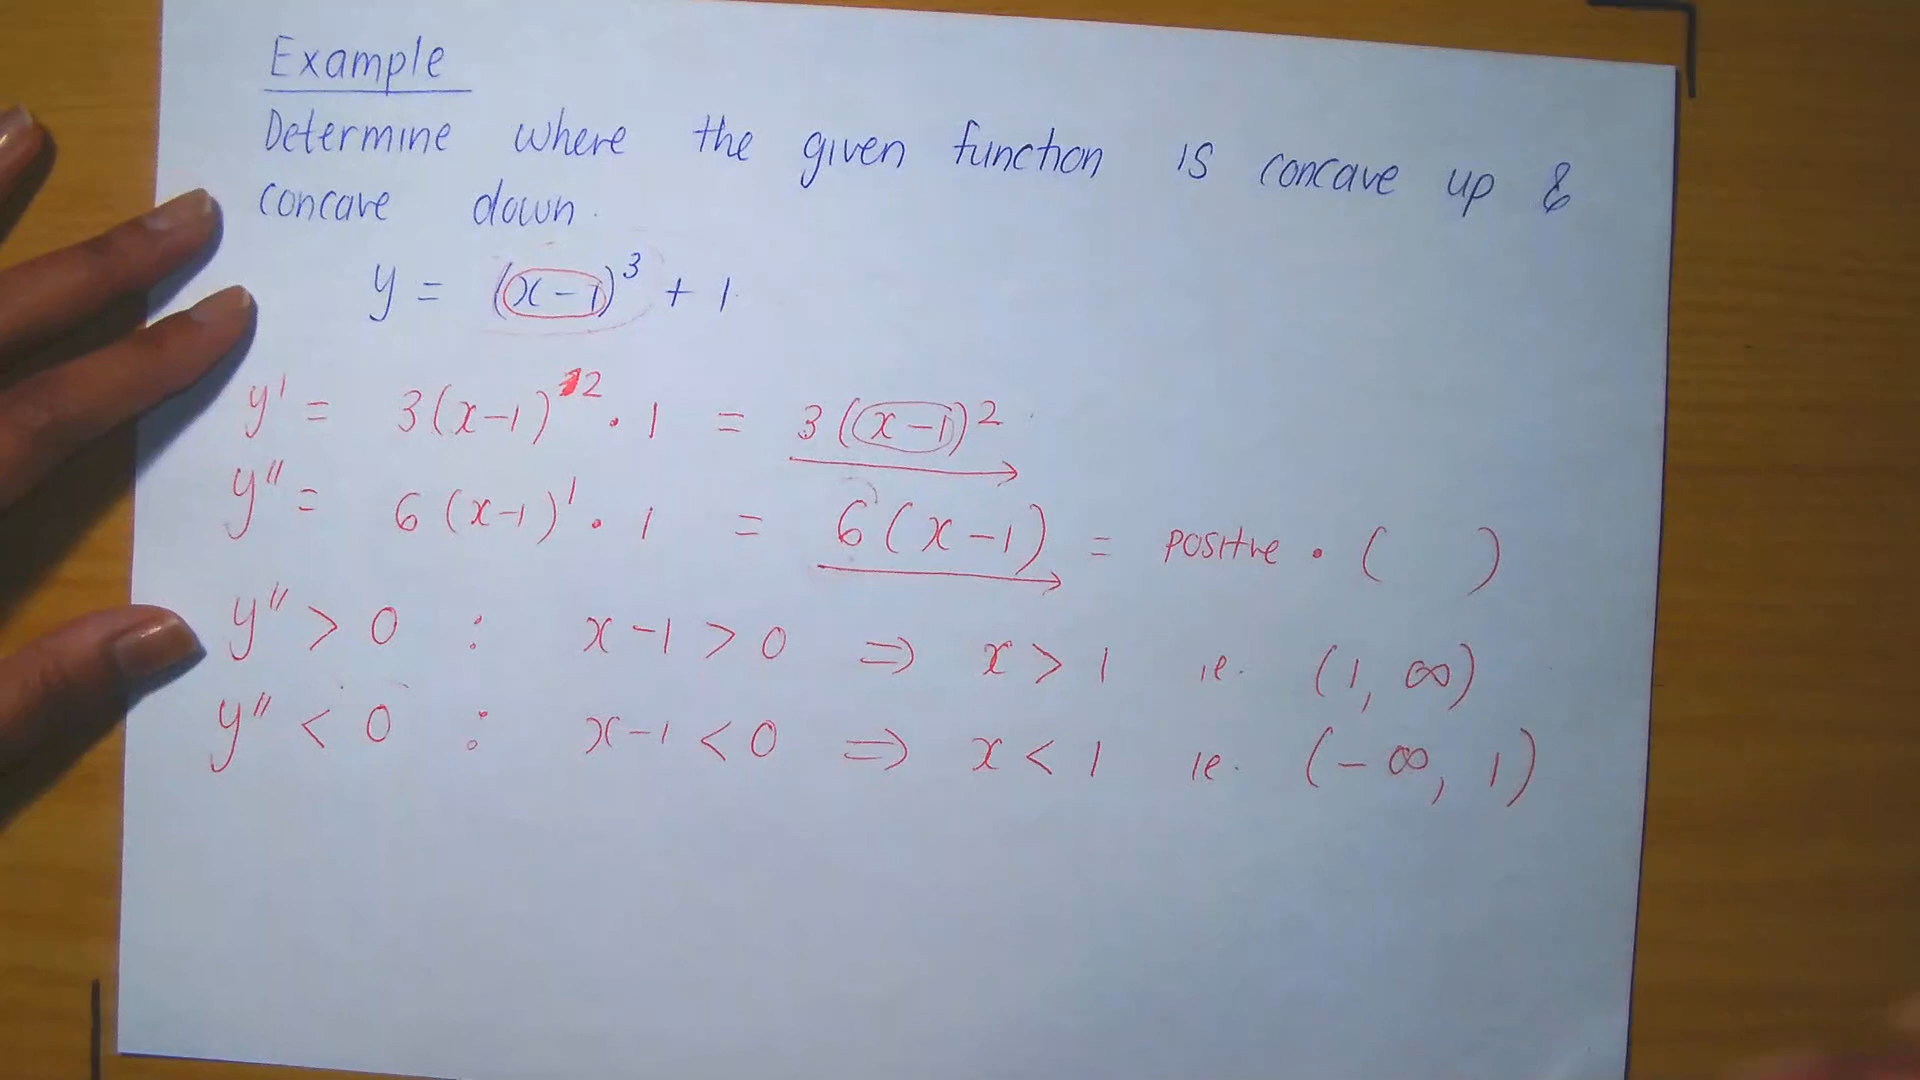 Example
Determine where the given function is concave up &
concave down.
y = (x-1)³ + 1
y' = 3(x-1)² · 1 = 3(x-1)²
y'' = 6(x-1)¹ · 1 = 6(x-1) = positive · ( )
y'' > 0 : x-1 > 0 ⇒ x > 1 ie. (1, ∞)
y'' < 0 : x-1 < 0 ⇒ x < 1 ie. (-∞, 1)